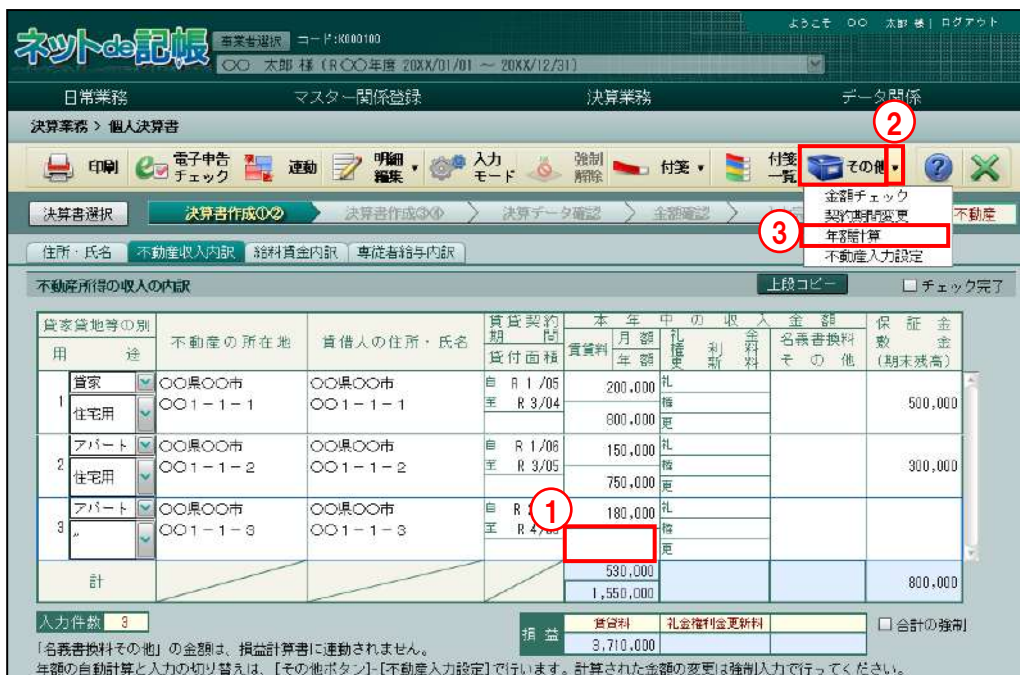 ようこそ ○○ 太郎 様 | ログアウト
ネットde記帳 事業者選択 コード:K000100
○○ 太郎 様 (R○○年度 20XX/01/01 ～ 20XX/12/31)
日常業務 マスター関係登録 決算業務 データ関係
決算業務 > 個人決算書
②
印刷 電子申告チェック 連動 明細編集 入力モード 強制解除 付箋 付箋一覧 その他
金額チェック
契約期間変更
③ 年額計算
不動産入力設定
決算書選択 決算書作成①② 決算書作成③④ 決算データ確認 金額確認 不動産
住所・氏名 不動産収入内訳 給料賃金内訳 専従者給与内訳
不動産所得の収入の内訳 上段コピー チェック完了
貸家貸地等の別 用途 不動産の所在地 賃借人の住所・氏名 賃貸契約期間 貸付面積 本年中の収入金額 賃貸料 月額 年額 礼金 権利金 更新料 名義書換料 その他 保証金 敷金 (期末残高)
1 貸家 ○○県○○市 ○○県○○市 自 R 1/05 200,000 礼
住宅用 ○○1-1-1 ○○1-1-1 至 R 3/04 800,000 権 更 500,000
2 アパート ○○県○○市 ○○県○○市 自 R 1/06 150,000 礼
住宅用 ○○1-1-2 ○○1-1-2 至 R 3/05 750,000 権 更 300,000
3 アパート ○○県○○市 ○○県○○市 自 R ① 180,000 礼
〃 ○○1-1-3 ○○1-1-3 至 権 更
計 530,000
1,550,000 800,000
入力件数 3 損益 賃貸料 礼金権利金更新料 合計の強制
3,710,000
「名義書換料その他」の金額は、損益計算書に連動されません。
年額の自動計算と入力の切り替えは、[その他ボタン]-[不動産入力設定]で行います。計算された金額の変更は強制入力で行ってください。